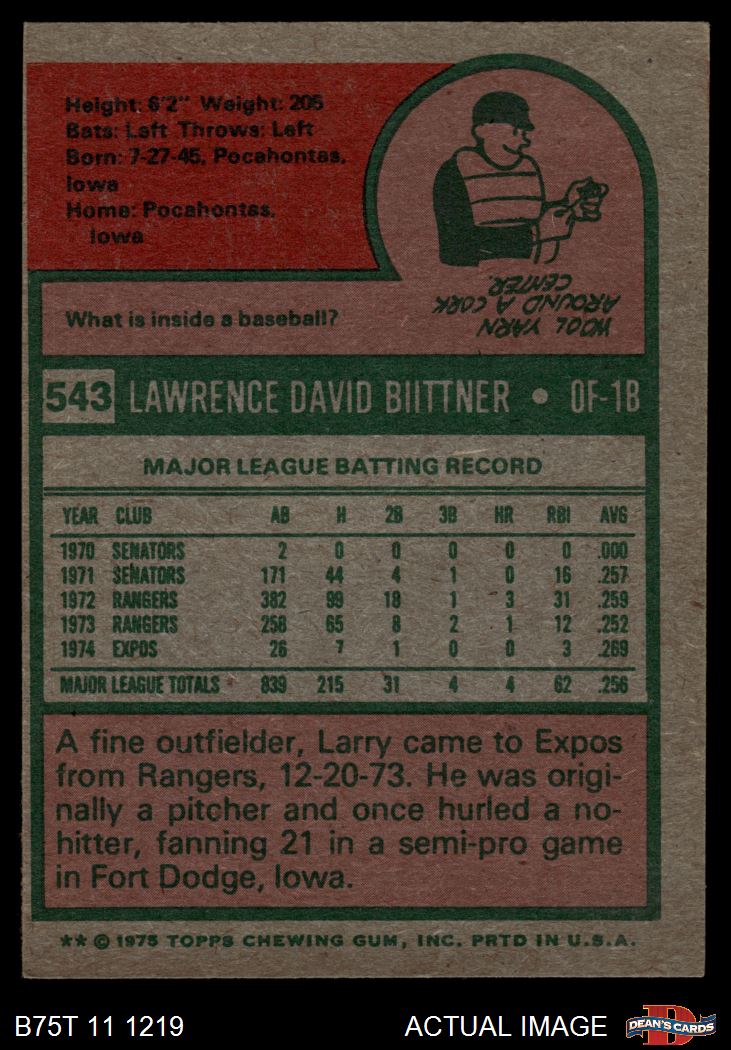 Height: 6'2" Weight: 205
Bats: Left Throws: Left
Born: 7-27-45, Pocahontas,
Iowa
Home: Pocahontas,
Iowa
What is inside a baseball?
WOOL YARN
AROUND A CORK
CENTER.
543 LAWRENCE DAVID BIITTNER • OF-1B
MAJOR LEAGUE BATTING RECORD
YEAR CLUB AB H 2B 3B HR RBI AVG
1970 SENATORS 2 0 0 0 0 0 .000
1971 SENATORS 171 44 4 1 0 16 .257
1972 RANGERS 382 99 18 1 3 31 .259
1973 RANGERS 258 65 8 2 1 12 .252
1974 EXPOS 26 7 1 0 0 3 .269
MAJOR LEAGUE TOTALS 839 215 31 4 4 62 .256
A fine outfielder, Larry came to Expos
from Rangers, 12-20-73. He was origi-
nally a pitcher and once hurled a no-
hitter, fanning 21 in a semi-pro game
in Fort Dodge, Iowa.
** © 1975 TOPPS CHEWING GUM, INC. PRTD IN U.S.A.
B75T 11 1219 ACTUAL IMAGE
D
DEAN'S CARDS